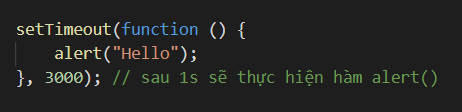 setTimeout(function () {
    alert("Hello");
}, 3000); // sau 1s sẽ thực hiện hàm alert()